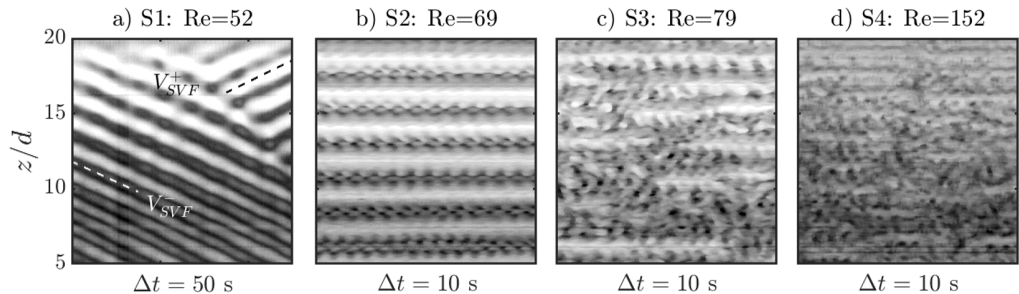 a) S1: Re=52
b) S2: Re=69
c) S3: Re=79
d) S4: Re=152
20
15
10
5
z/d
V⁺SVF
V⁻SVF
Δt = 50 s
Δt = 10 s
Δt = 10 s
Δt = 10 s